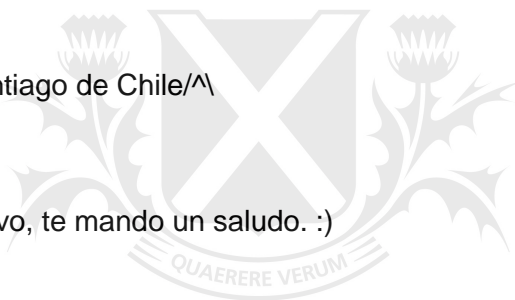 tiago de Chile/^\
vo, te mando un saludo. :)
QUAERERE VERUM